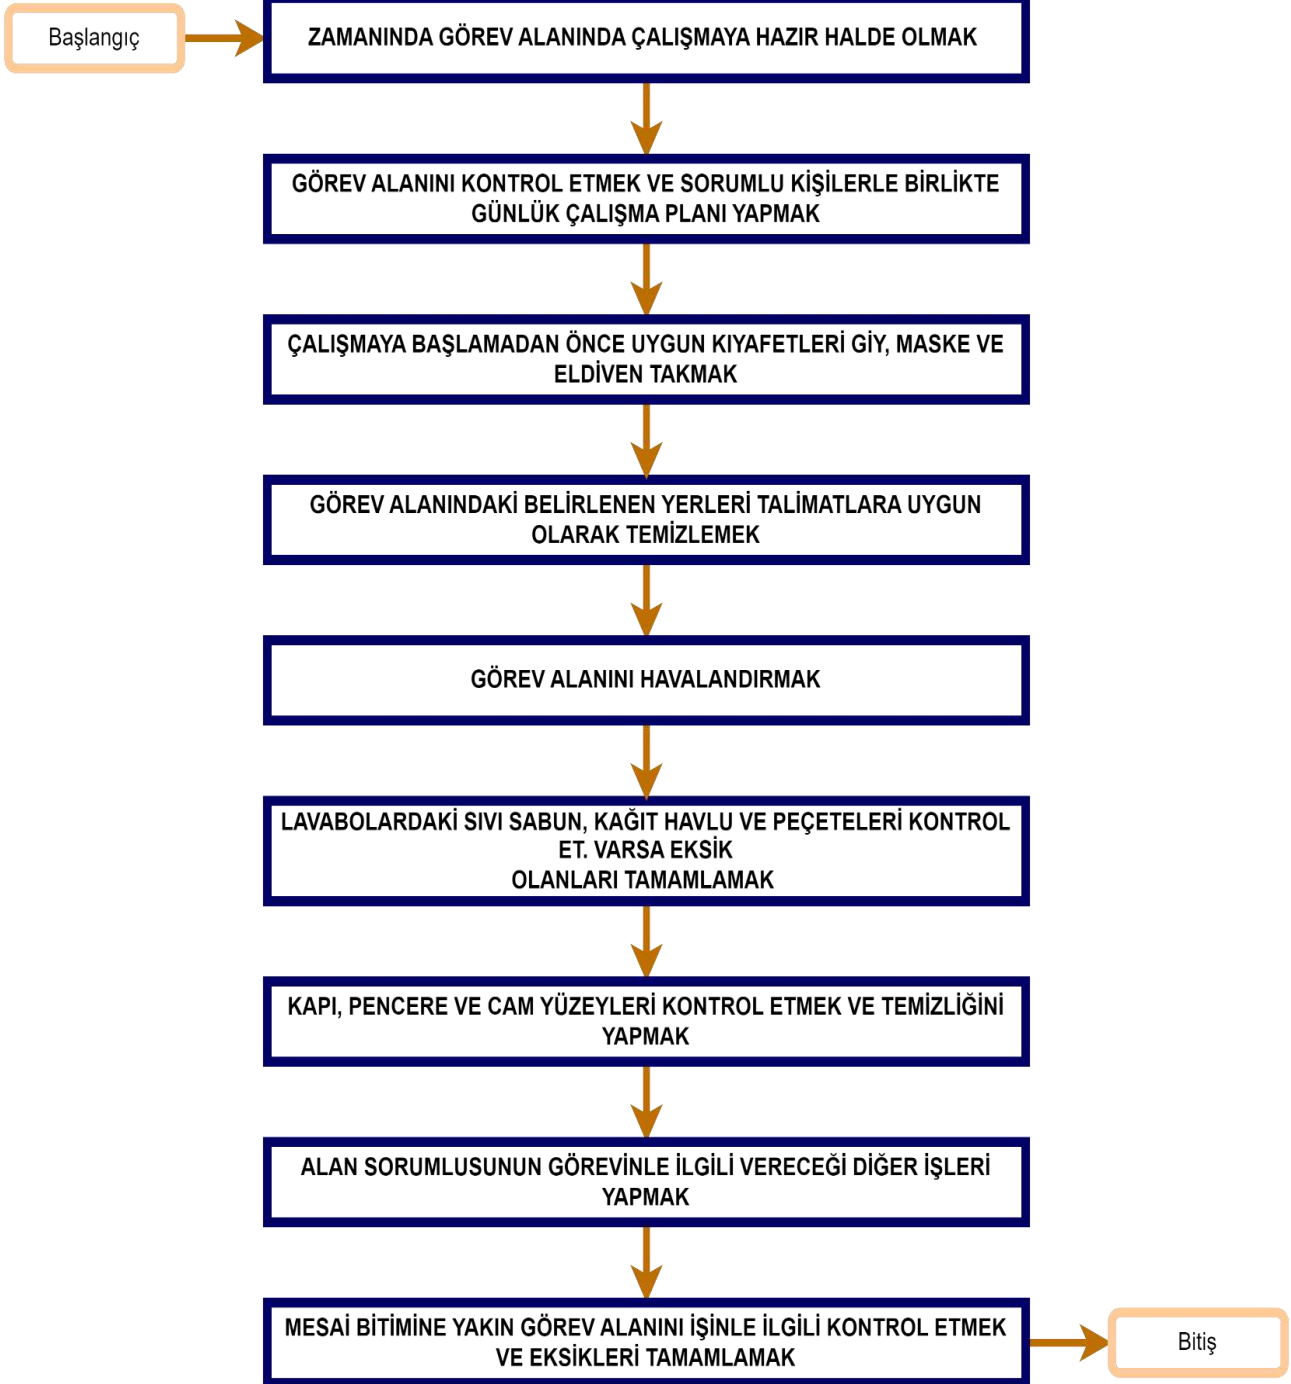 Başlangıç
ZAMANINDA GÖREV ALANINDA ÇALIŞMAYA HAZIR HALDE OLMAK
GÖREV ALANINI KONTROL ETMEK VE SORUMLU KİŞİLERLE BİRLİKTE
GÜNLÜK ÇALIŞMA PLANI YAPMAK
ÇALIŞMAYA BAŞLAMADAN ÖNCE UYGUN KIYAFETLERİ GİY, MASKE VE
ELDİVEN TAKMAK
GÖREV ALANINDAKİ BELİRLENEN YERLERİ TALİMATLARA UYGUN
OLARAK TEMİZLEMEK
GÖREV ALANINI HAVALANDIRMAK
LAVABOLARDAKİ SIVI SABUN, KAĞIT HAVLU VE PEÇETELERİ KONTROL
ET. VARSA EKSİK
OLANLARI TAMAMLAMAK
KAPI, PENCERE VE CAM YÜZEYLERİ KONTROL ETMEK VE TEMİZLİĞİNİ
YAPMAK
ALAN SORUMLUSUNUN GÖREVİNLE İLGİLİ VERECEĞİ DİĞER İŞLERİ
YAPMAK
MESAİ BİTİMİNE YAKIN GÖREV ALANINI İŞİNLE İLGİLİ KONTROL ETMEK
VE EKSİKLERİ TAMAMLAMAK
Bitiş